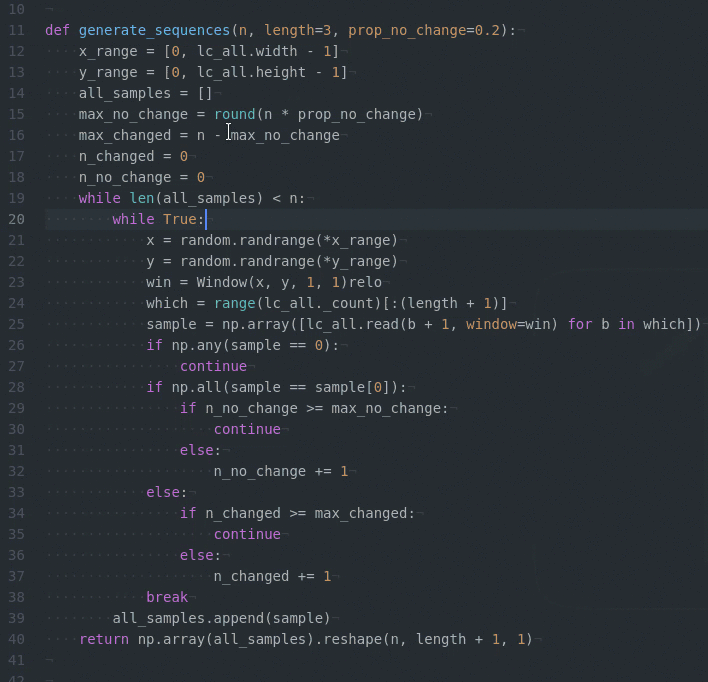 10
11 def generate_sequences(n, length=3, prop_no_change=0.2):
12     x_range = [0, lc_all.width - 1]
13     y_range = [0, lc_all.height - 1]
14     all_samples = []
15     max_no_change = round(n * prop_no_change)
16     max_changed = n - max_no_change
17     n_changed = 0
18     n_no_change = 0
19     while len(all_samples) < n:
20         while True:
21             x = random.randrange(*x_range)
22             y = random.randrange(*y_range)
23             win = Window(x, y, 1, 1)relo
24             which = range(lc_all._count)[:(length + 1)]
25             sample = np.array([lc_all.read(b + 1, window=win) for b in which])
26             if np.any(sample == 0):
27                 continue
28             if np.all(sample == sample[0]):
29                 if n_no_change >= max_no_change:
30                     continue
31                 else:
32                     n_no_change += 1
33             else:
34                 if n_changed >= max_changed:
35                     continue
36                 else:
37                     n_changed += 1
38             break
39         all_samples.append(sample)
40     return np.array(all_samples).reshape(n, length + 1, 1)
41
42